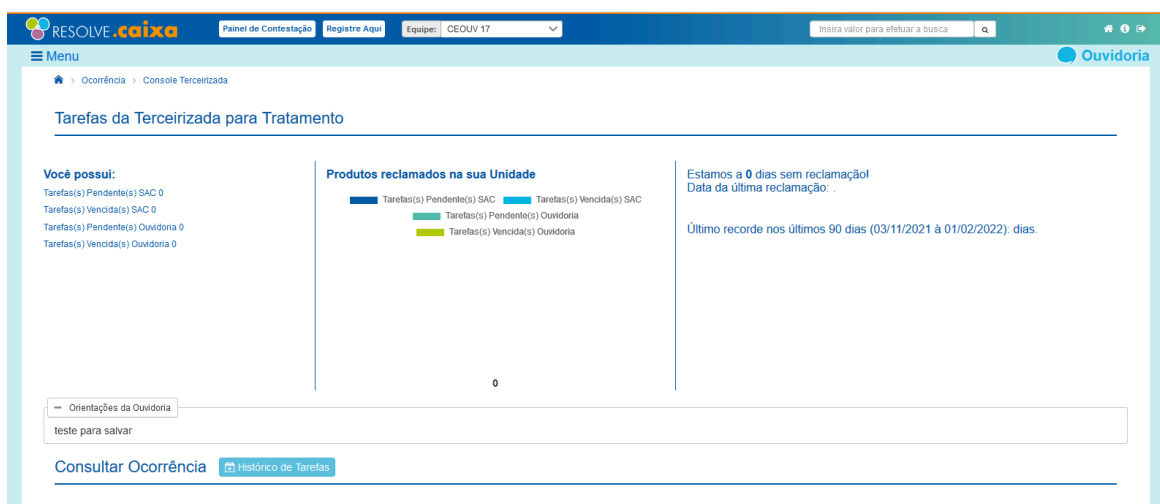 RESOLVE.caixa
Painel de Contestação
Registre Aqui
Equipe: CEOUV 17
Insira valor para efetuar a busca
Menu
Ouvidoria
> Ocorrência > Console Terceirizada
Tarefas da Terceirizada para Tratamento
Você possui:
Tarefas(s) Pendente(s) SAC 0
Tarefas(s) Vencida(s) SAC 0
Tarefas(s) Pendente(s) Ouvidoria 0
Tarefas(s) Vencida(s) Ouvidoria 0
Produtos reclamados na sua Unidade
Tarefas(s) Pendente(s) SAC Tarefas(s) Vencida(s) SAC
Tarefas(s) Pendente(s) Ouvidoria
Tarefas(s) Vencida(s) Ouvidoria
0
Estamos a 0 dias sem reclamação!
Data da última reclamação: .
Último recorde nos últimos 90 dias (03/11/2021 à 01/02/2022): dias.
Orientações da Ouvidoria
teste para salvar
Consultar Ocorrência
Histórico de Tarefas